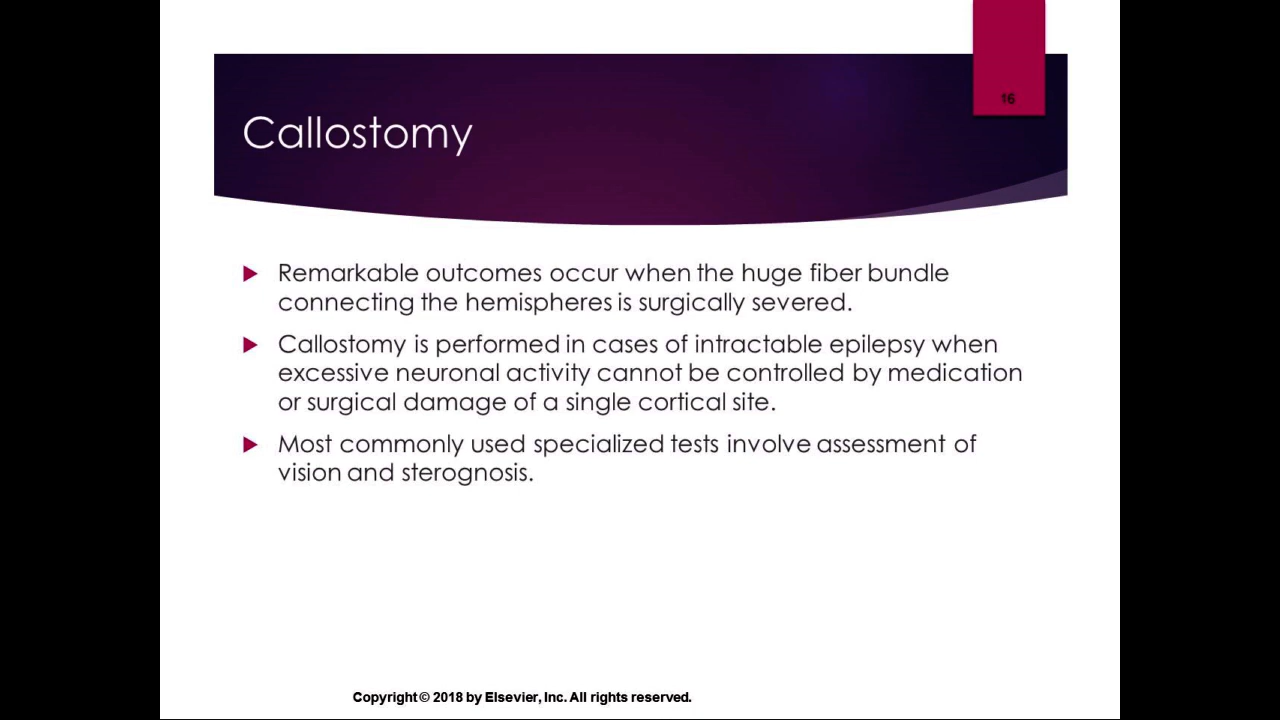 16
Callostomy
Remarkable outcomes occur when the huge fiber bundle
connecting the hemispheres is surgically severed.
Callostomy is performed in cases of intractable epilepsy when
excessive neuronal activity cannot be controlled by medication
or surgical damage of a single cortical site.
Most commonly used specialized tests involve assessment of
vision and sterognosis.
Copyright © 2018 by Elsevier, Inc. All rights reserved.